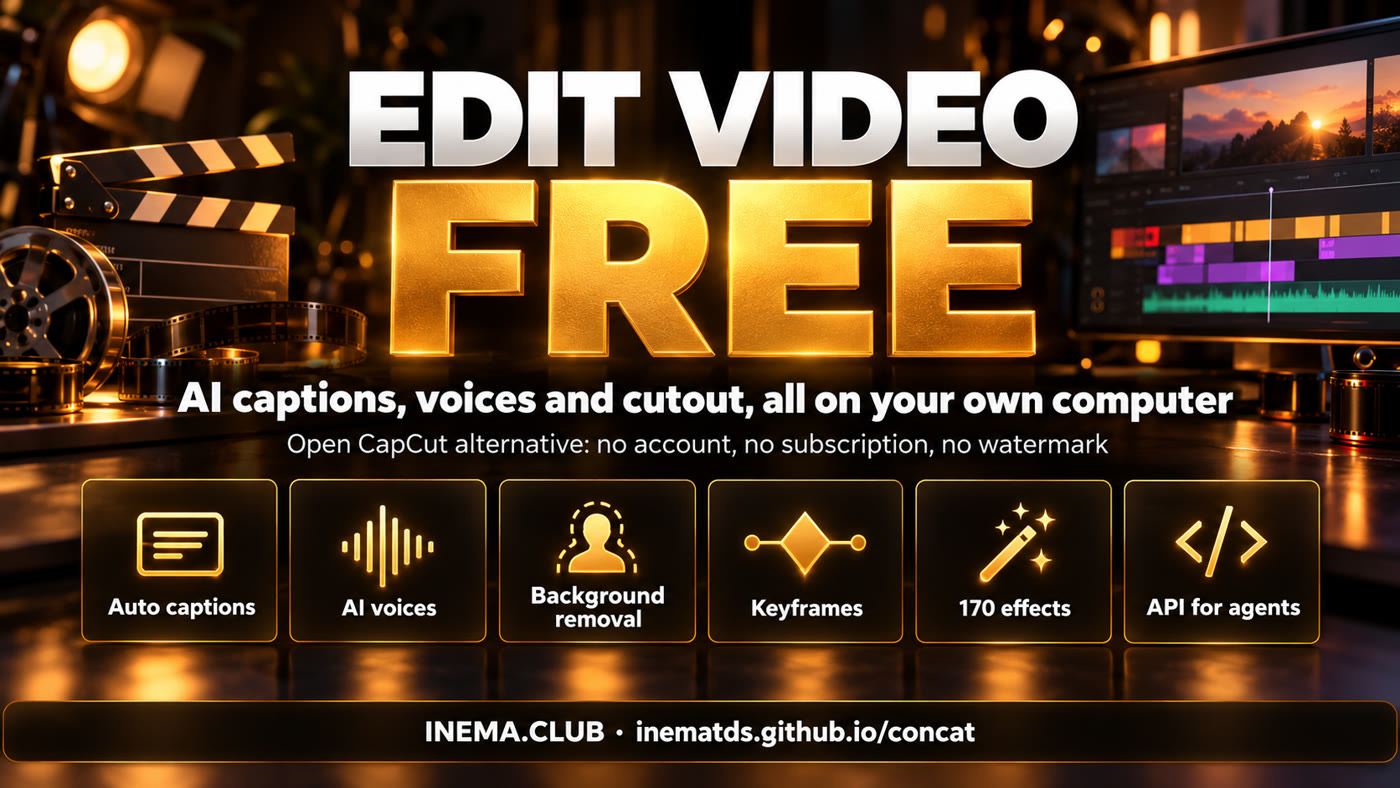 EDIT VIDEO
FREE
AI captions, voices and cutout, all on your own computer
Open CapCut alternative: no account, no subscription, no watermark
Auto captions
AI voices
Background
removal
Keyframes
170 effects
API for agents
INEMA.CLUB · inematds.github.io/concat